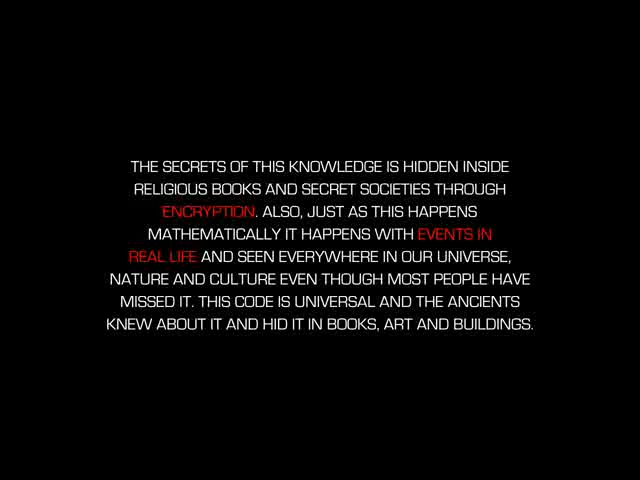 THE SECRETS OF THIS KNOWLEDGE IS HIDDEN INSIDE
RELIGIOUS BOOKS AND SECRET SOCIETIES THROUGH
ENCRYPTION. ALSO, JUST AS THIS HAPPENS
MATHEMATICALLY IT HAPPENS WITH EVENTS IN
REAL LIFE AND SEEN EVERYWHERE IN OUR UNIVERSE,
NATURE AND CULTURE EVEN THOUGH MOST PEOPLE HAVE
MISSED IT. THIS CODE IS UNIVERSAL AND THE ANCIENTS
KNEW ABOUT IT AND HID IT IN BOOKS, ART AND BUILDINGS.